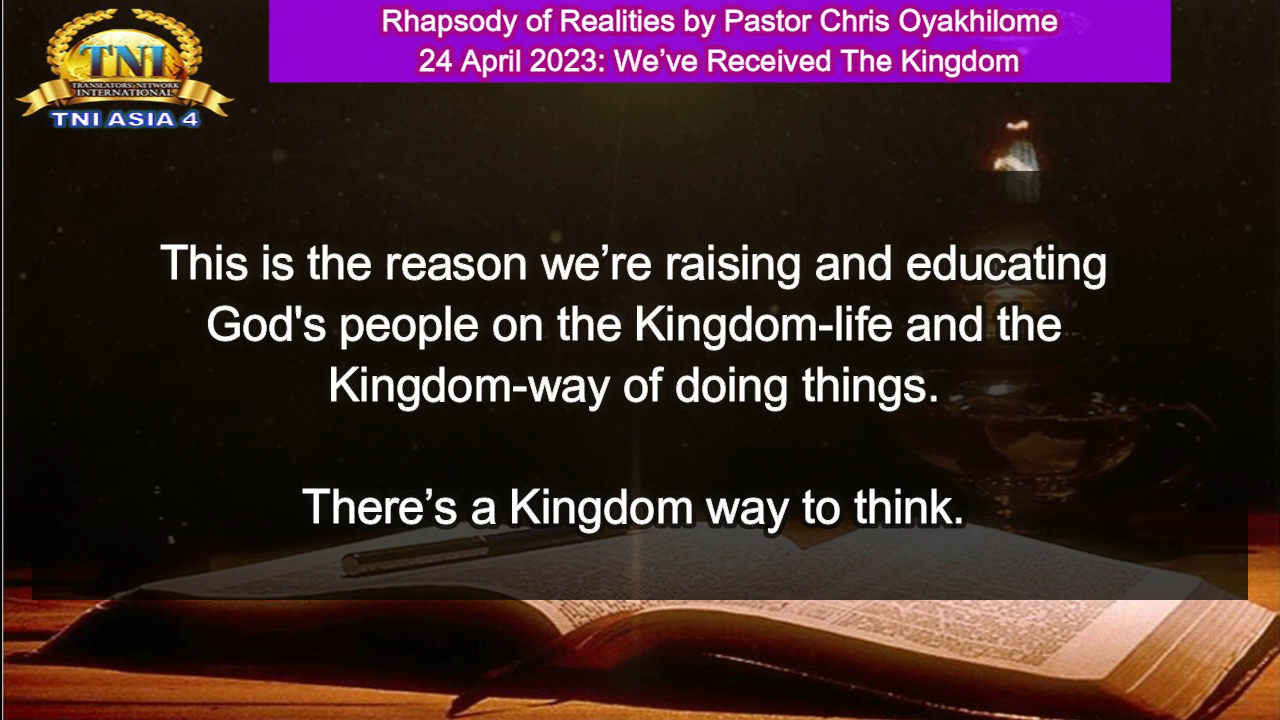 Rhapsody of Realities by Pastor Chris Oyakhilome
24 April 2023: We’ve Received The Kingdom
TNI
TRANSLATORS' NETWORK
INTERNATIONAL
TNI ASIA 4
This is the reason we’re raising and educating
God's people on the Kingdom-life and the
Kingdom-way of doing things.
There’s a Kingdom way to think.